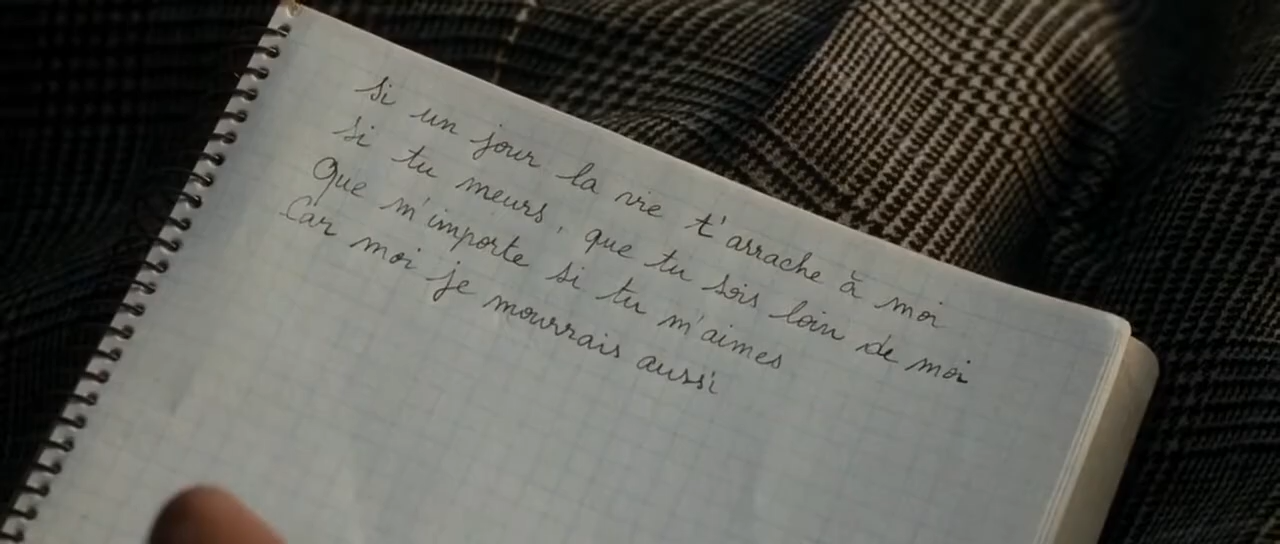 Si un jour la vie t'arrache à moi
Si tu meurs, que tu sois loin de moi
Que m'importe si tu m'aimes
Car moi je mourrais aussi